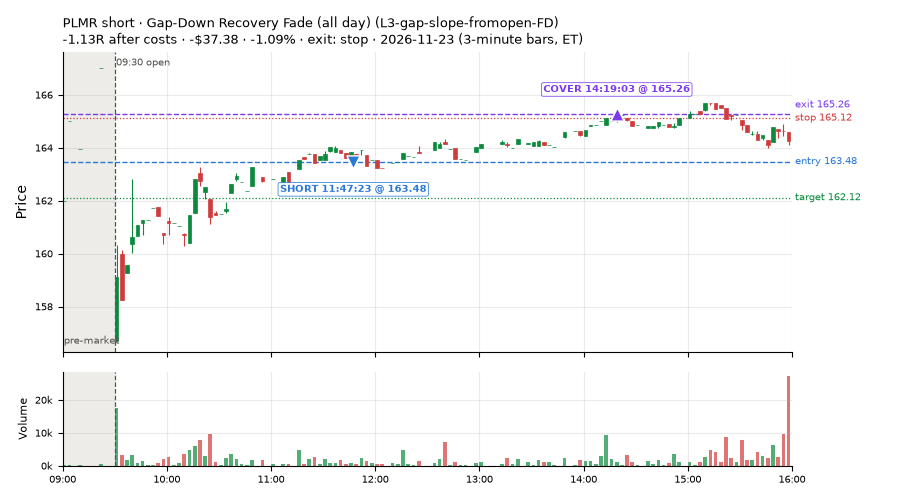 PLMR short · Gap-Down Recovery Fade (all day) (L3-gap-slope-fromopen-FD)
-1.13R after costs · -$37.38 · -1.09% · exit: stop · 2026-11-23 (3-minute bars, ET)
09:30 open
COVER 14:19:03 @ 165.26
exit 165.26
stop 165.12
entry 163.48
SHORT 11:47:23 @ 163.48
target 162.12
pre-market
Price
166
164
162
160
158
Volume
20k
10k
0k
09:00
10:00
11:00
12:00
13:00
14:00
15:00
16:00